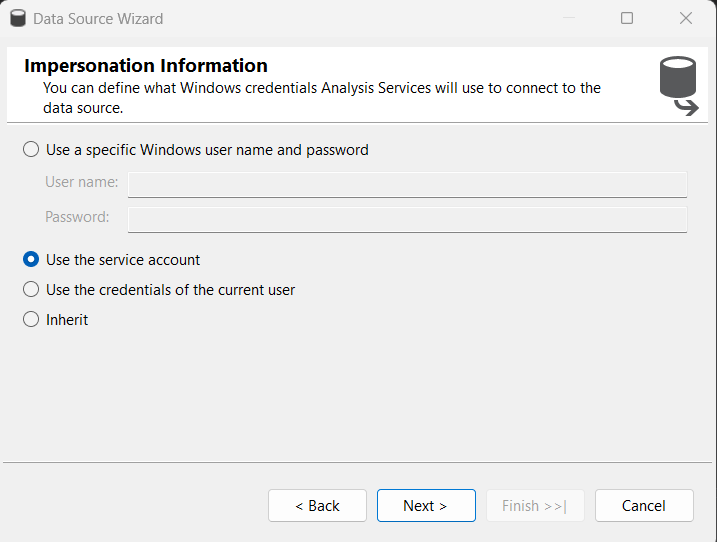 Data Source Wizard
Impersonation Information
You can define what Windows credentials Analysis Services will use to connect to the
data source.
Use a specific Windows user name and password
User name:
Password:
Use the service account
Use the credentials of the current user
Inherit
< Back
Next >
Finish >>|
Cancel